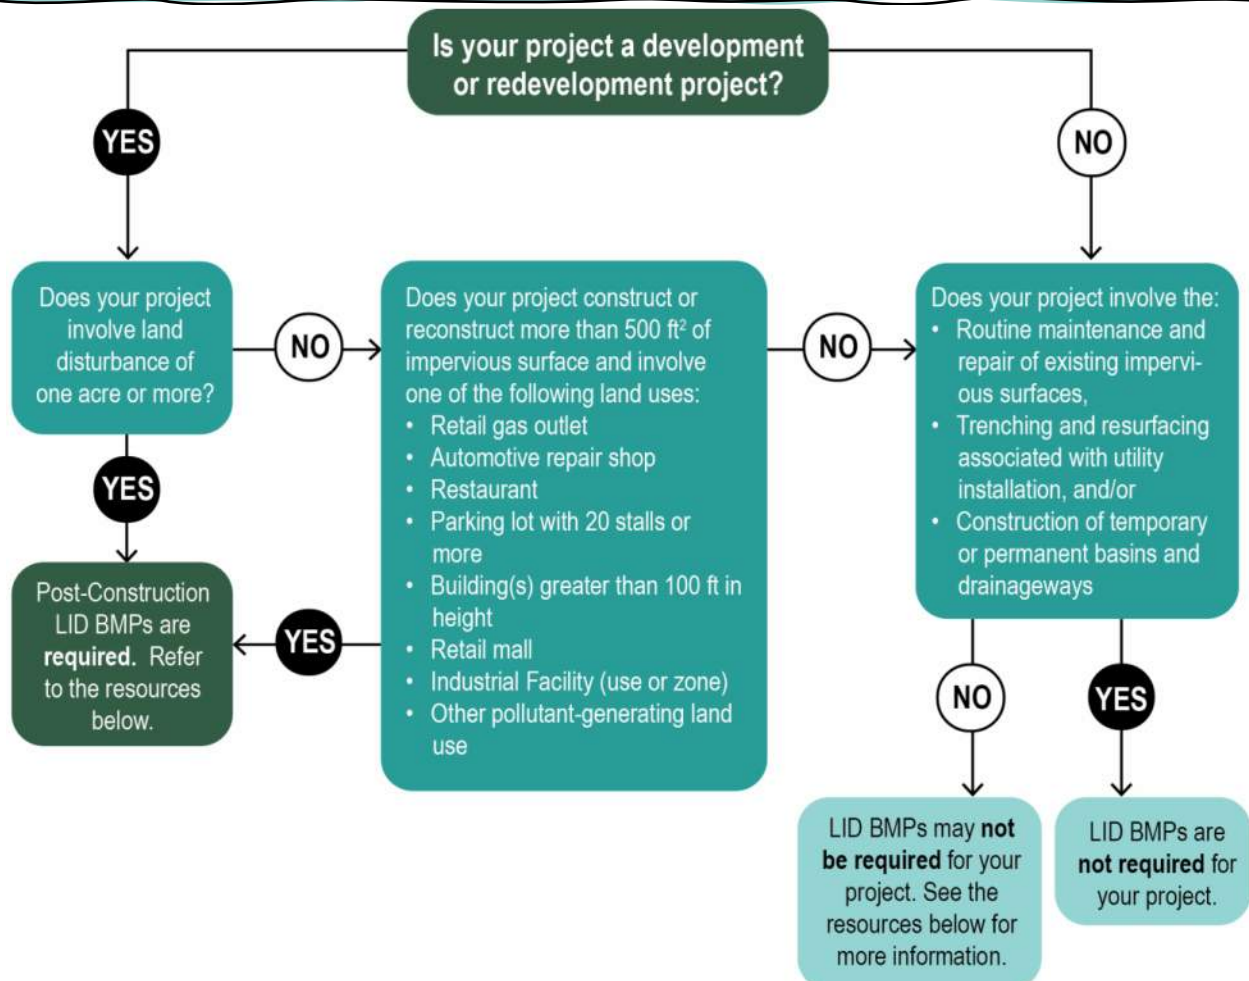 Is your project a development
or redevelopment project?
YES
NO
Does your project
involve land
disturbance of
one acre or more?
NO
Does your project construct or
reconstruct more than 500 ft² of
impervious surface and involve
one of the following land uses:
• Retail gas outlet
• Automotive repair shop
• Restaurant
• Parking lot with 20 stalls or
more
• Building(s) greater than 100 ft in
height
• Retail mall
• Industrial Facility (use or zone)
• Other pollutant-generating land
use
NO
Does your project involve the:
• Routine maintenance and
repair of existing impervi-
ous surfaces,
• Trenching and resurfacing
associated with utility
installation, and/or
• Construction of temporary
or permanent basins and
drainageways
YES
Post-Construction
LID BMPs are
required. Refer
to the resources
below.
YES
NO
YES
LID BMPs may not
be required for your
project. See the
resources below for
more information.
LID BMPs are
not required for
your project.